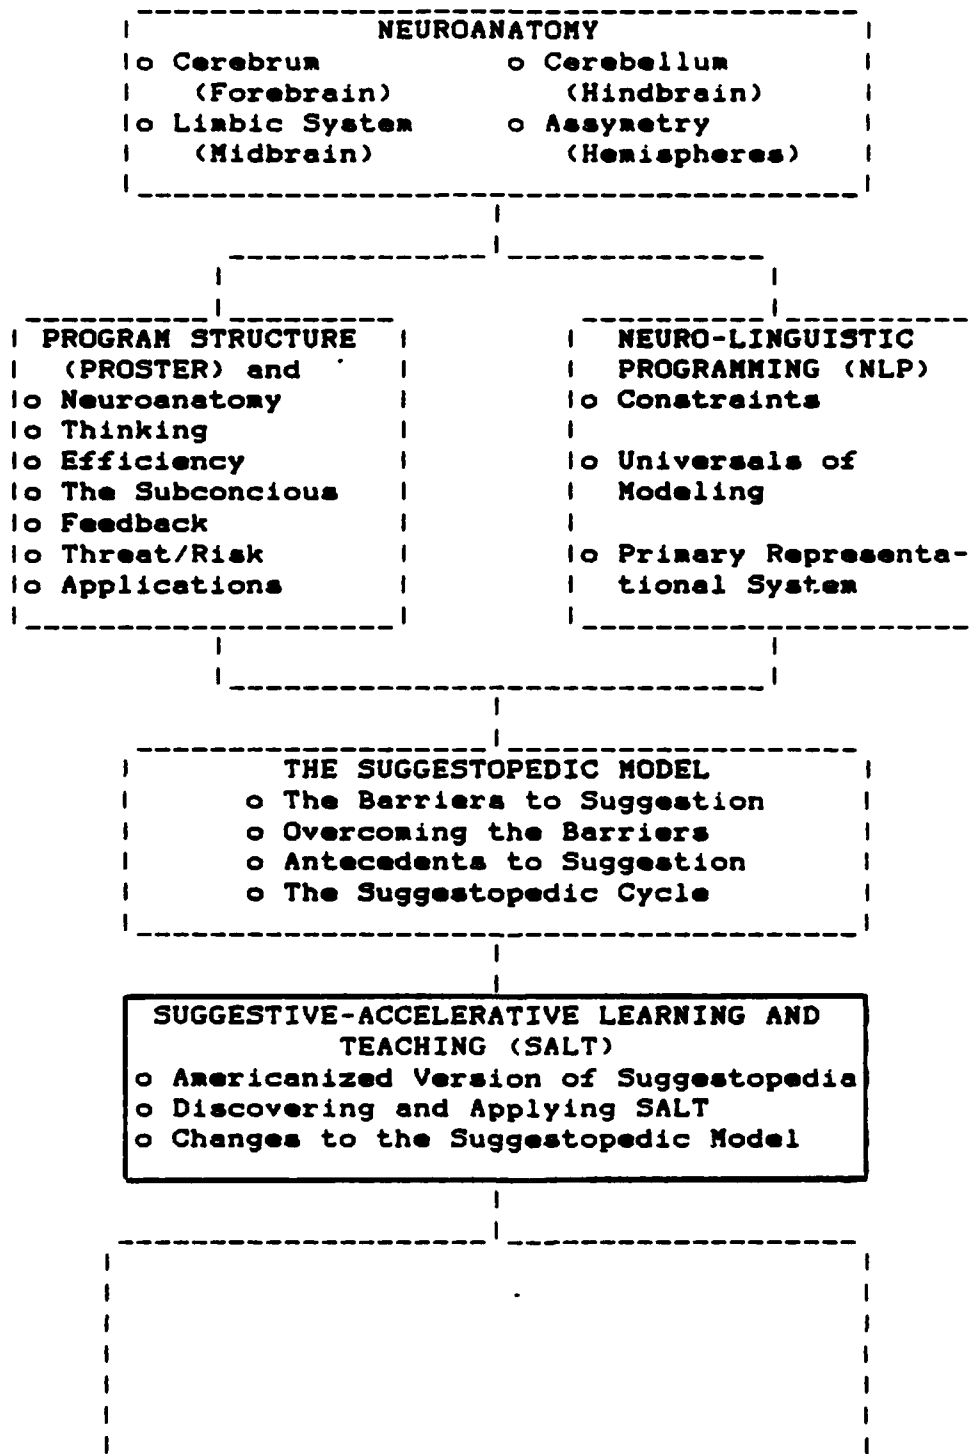 NEUROANATOMY
o Cerebrum o Cerebellum
(Forebrain) (Hindbrain)
o Limbic System o Assymetry
(Midbrain) (Hemispheres)
PROGRAM STRUCTURE
(PROSTER) and
o Neuroanatomy
o Thinking
o Efficiency
o The Subconcious
o Feedback
o Threat/Risk
o Applications
NEURO-LINGUISTIC
PROGRAMMING (NLP)
o Constraints
o Universals of
Modeling
o Primary Representa-
tional System
THE SUGGESTOPEDIC MODEL
o The Barriers to Suggestion
o Overcoming the Barriers
o Antecedents to Suggestion
o The Suggestopedic Cycle
SUGGESTIVE-ACCELERATIVE LEARNING AND
TEACHING (SALT)
o Americanized Version of Suggestopedia
o Discovering and Applying SALT
o Changes to the Suggestopedic Model